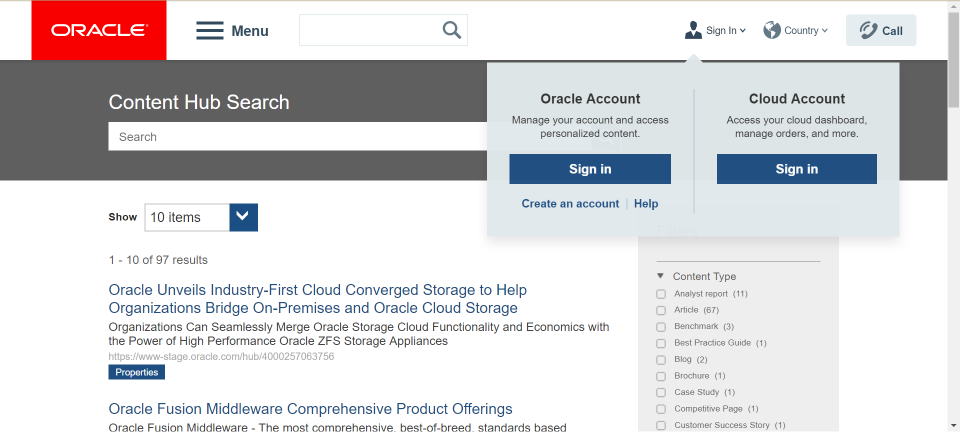 ORACLE
Menu
Sign In
Country
Call
Oracle Account
Manage your account and access
personalized content.
Sign in
Create an account | Help
Cloud Account
Access your cloud dashboard,
manage orders, and more.
Sign in
Content Hub Search
Search
Show
10 items
1 - 10 of 97 results
Oracle Unveils Industry-First Cloud Converged Storage to Help
Organizations Bridge On-Premises and Oracle Cloud Storage
Organizations Can Seamlessly Merge Oracle Storage Cloud Functionality and Economics with
the Power of High Performance Oracle ZFS Storage Appliances
https://www-stage.oracle.com/hub/4000257063756
Properties
Oracle Fusion Middleware Comprehensive Product Offerings
Oracle Fusion Middleware - The most comprehensive, best-of-breed, standards based
Content Type
Analyst report (11)
Article (67)
Benchmark (3)
Best Practice Guide (1)
Blog (2)
Brochure (1)
Case Study (1)
Competitive Page (1)
Customer Success Story (1)